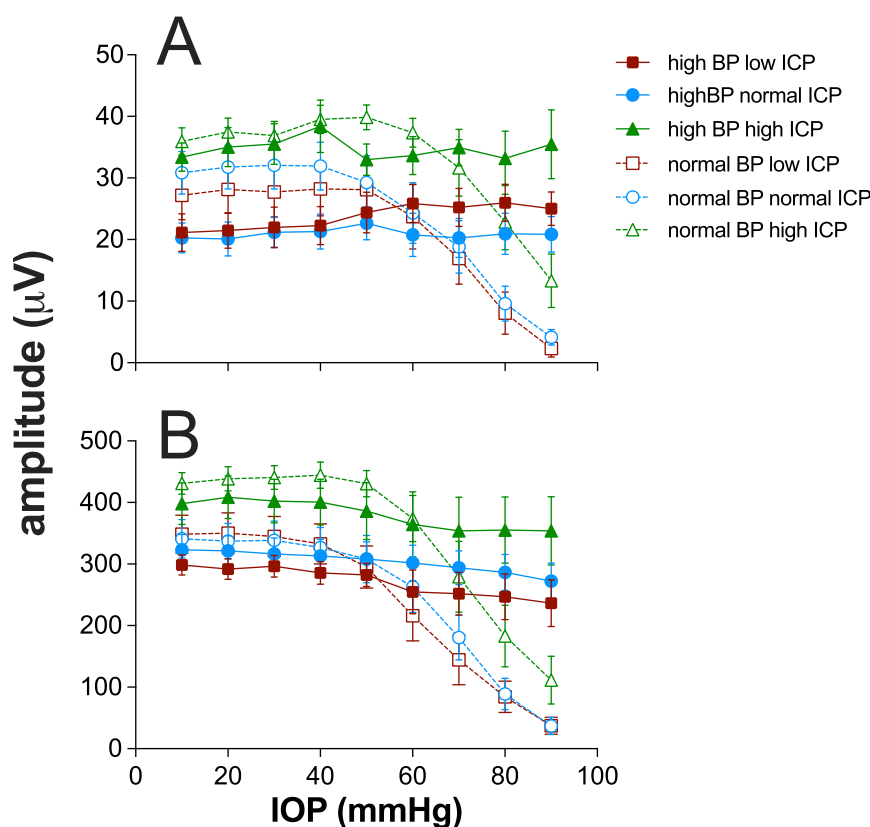 A
50
40
30
20
10
0
high BP low ICP
highBP normal ICP
high BP high ICP
normal BP low ICP
normal BP normal ICP
normal BP high ICP
amplitude (μV)
B
500
400
300
200
100
0
0 20 40 60 80 100
IOP (mmHg)